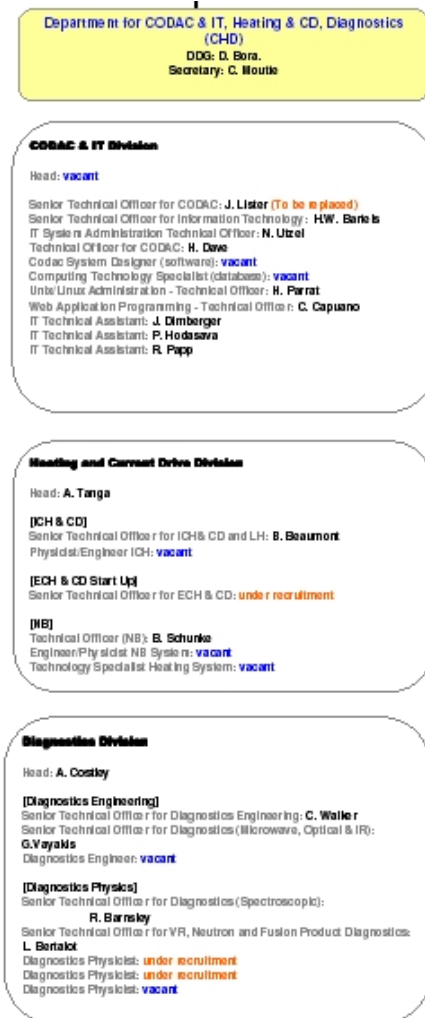 Department for CODAC & IT, Heating & CD, Diagnostics
(CHD)
DDG: D. Bora.
Secretary: C. Moutie
CODAC & IT Division
Head: vacant
Senior Technical Officer for CODAC: J. Lister (To be replaced)
Senior Technical Officer for Information Technology: H.W. Bartels
IT System Administration Technical Officer: N. Utzel
Technical Officer for CODAC: H. Dave
Codac System Designer (software): vacant
Computing Technology Specialist (database): vacant
Unix/Linux Administration - Technical Officer: H. Parrat
Web Application Programming - Technical Officer: C. Capuano
IT Technical Assistant: J. Dirnberger
IT Technical Assistant: P. Hodasava
IT Technical Assistant: R. Papp
Heating and Current Drive Division
Head: A. Tanga
[ICH & CD]
Senior Technical Officer for ICH& CD and LH: B. Beaumont
Physicist/Engineer ICH: vacant
[ECH & CD Start Up]
Senior Technical Officer for ECH & CD: under recruitment
[NB]
Technical Officer (NB): B. Schunke
Engineer/Physicist NB System: vacant
Technology Specialist Heating System: vacant
Diagnostics Division
Head: A. Costley
[Diagnostics Engineering]
Senior Technical Officer for Diagnostics Engineering: C. Walker
Senior Technical Officer for Diagnostics (Microwave, Optical & IR):
G.Vayakis
Diagnostics Engineer: vacant
[Diagnostics Physics]
Senior Technical Officer for Diagnostics (Spectroscopic):
R. Barnsley
Senior Technical Officer for VR, Neutron and Fusion Product Diagnostics:
L. Bertalot
Diagnostics Physicist: under recruitment
Diagnostics Physicist: under recruitment
Diagnostics Physicist: vacant